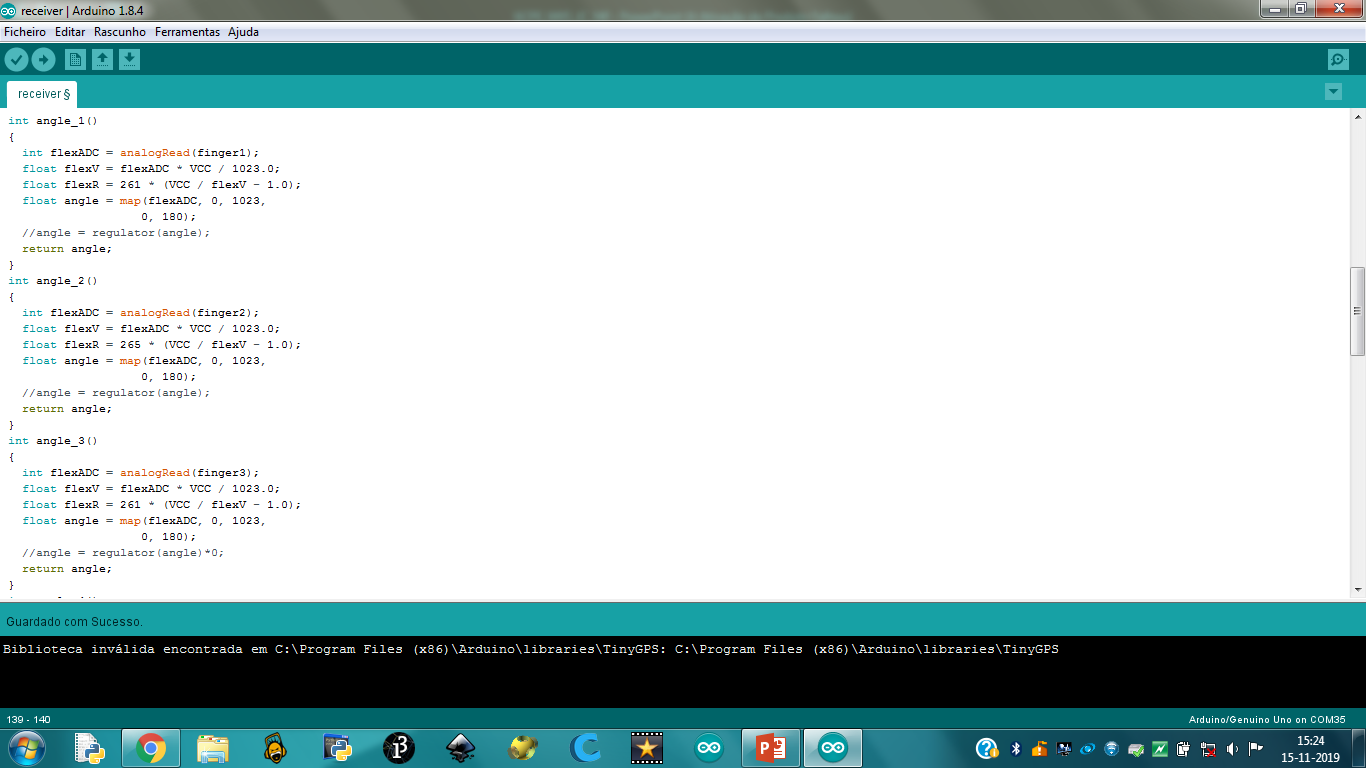 receiver | Arduino 1.8.4
Ficheiro Editar Rascunho Ferramentas Ajuda
receiver §
int angle_1()
{
  int flexADC = analogRead(finger1);
  float flexV = flexADC * VCC / 1023.0;
  float flexR = 261 * (VCC / flexV - 1.0);
  float angle = map(flexADC, 0, 1023,
                   0, 180);
  //angle = regulator(angle);
  return angle;
}
int angle_2()
{
  int flexADC = analogRead(finger2);
  float flexV = flexADC * VCC / 1023.0;
  float flexR = 265 * (VCC / flexV - 1.0);
  float angle = map(flexADC, 0, 1023,
                   0, 180);
  //angle = regulator(angle);
  return angle;
}
int angle_3()
{
  int flexADC = analogRead(finger3);
  float flexV = flexADC * VCC / 1023.0;
  float flexR = 261 * (VCC / flexV - 1.0);
  float angle = map(flexADC, 0, 1023,
                   0, 180);
  //angle = regulator(angle)*0;
  return angle;
}
Guardado com Sucesso.
Biblioteca inválida encontrada em C:\Program Files (x86)\Arduino\libraries\TinyGPS: C:\Program Files (x86)\Arduino\libraries\TinyGPS
139 - 140
Arduino/Genuino Uno on COM35
15:24
15-11-2019